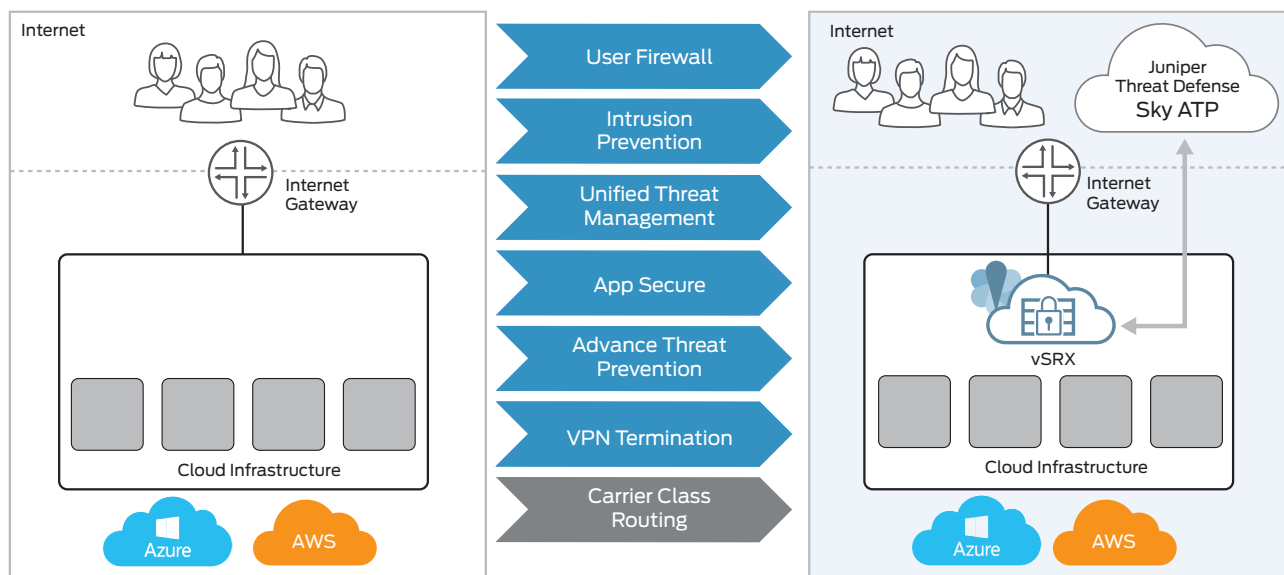 Internet
Internet
Gateway
Cloud Infrastructure
Azure
AWS
User Firewall
Intrusion
Prevention
Unified Threat
Management
App Secure
Advance Threat
Prevention
VPN Termination
Carrier Class
Routing
Internet
Juniper
Threat Defense
Sky ATP
Internet
Gateway
vSRX
Cloud Infrastructure
Azure
AWS